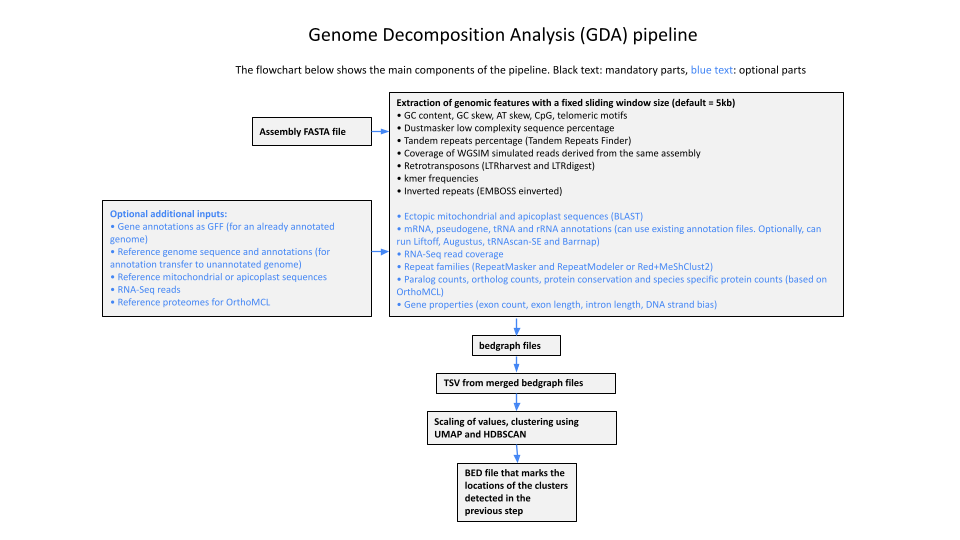 Genome Decomposition Analysis (GDA) pipeline
The flowchart below shows the main components of the pipeline. Black text: mandatory parts, blue text: optional parts
Assembly FASTA file
Extraction of genomic features with a fixed sliding window size (default = 5kb)
• GC content, GC skew, AT skew, CpG, telomeric motifs
• Dustmasker low complexity sequence percentage
• Tandem repeats percentage (Tandem Repeats Finder)
• Coverage of WGSIM simulated reads derived from the same assembly
• Retrotransposons (LTRharvest and LTRdigest)
• kmer frequencies
• Inverted repeats (EMBOSS einverted)
• Ectopic mitochondrial and apicoplast sequences (BLAST)
• mRNA, pseudogene, tRNA and rRNA annotations (can use existing annotation files. Optionally, can
run Liftoff, Augustus, tRNAscan-SE and Barrnap)
• RNA-Seq read coverage
• Repeat families (RepeatMasker and RepeatModeler or Red+MeShClust2)
• Paralog counts, ortholog counts, protein conservation and species specific protein counts (based on
OrthoMCL)
• Gene properties (exon count, exon length, intron length, DNA strand bias)
Optional additional inputs:
• Gene annotations as GFF (for an already annotated
genome)
• Reference genome sequence and annotations (for
annotation transfer to unannotated genome)
• Reference mitochondrial or apicoplast sequences
• RNA-Seq reads
• Reference proteomes for OrthoMCL
bedgraph files
TSV from merged bedgraph files
Scaling of values, clustering using
UMAP and HDBSCAN
BED file that marks the
locations of the clusters
detected in the
previous step